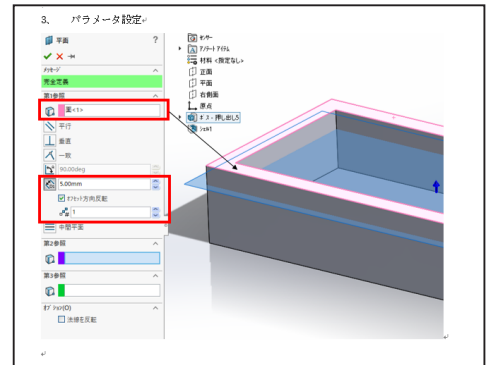 3、 パラメータ設定
平面
?
メッセージ
完全定義
第1参照
面<1>
平行
垂直
一致
90.00deg
5.00mm
オフセット方向反転
1
中間平面
第2参照
第3参照
オプション(O)
法線を反転
センサー
アノテート アイテム
材料 <指定なし>
正面
平面
右側面
原点
ボス - 押し出し5
シェル1